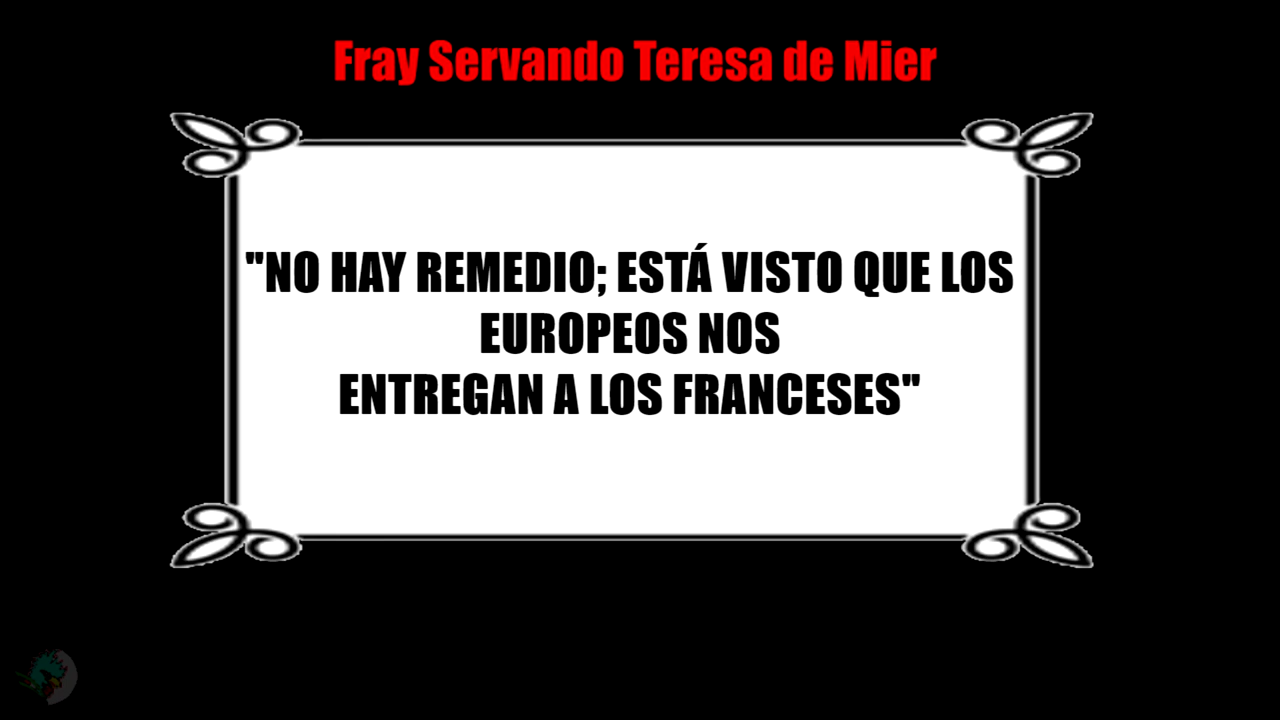 Fray Servando Teresa de Mier
"NO HAY REMEDIO; ESTÁ VISTO QUE LOS
EUROPEOS NOS
ENTREGAN A LOS FRANCESES"